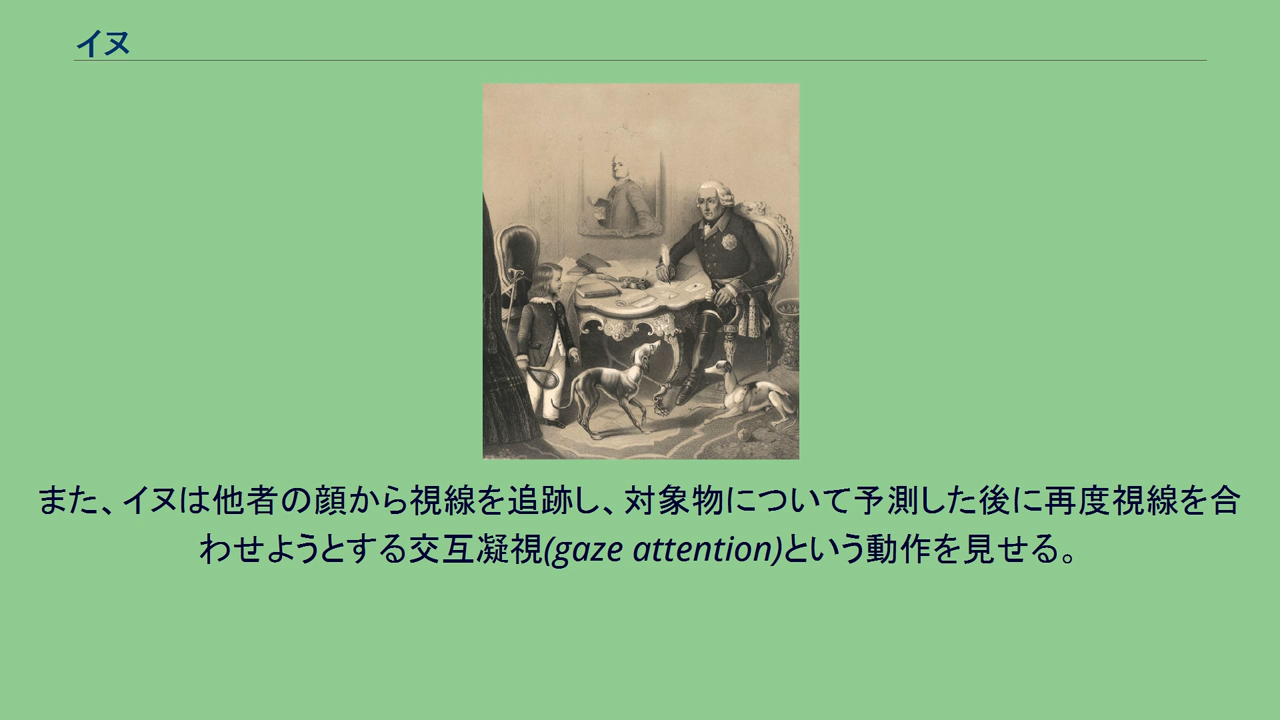 イヌ
また、イヌは他者の顔から視線を追跡し、対象物について予測した後に再度視線を合
わせようとする交互凝視(gaze attention)という動作を見せる。